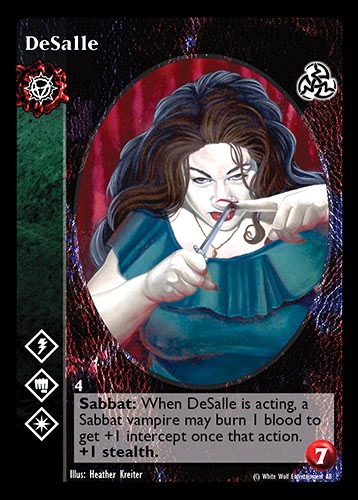 DeSalle
4
Sabbat: When DeSalle is acting, a
Sabbat vampire may burn 1 blood to
get +1 intercept once that action.
+1 stealth.
7
Illus: Heather Kreiter
(C) White Wolf Entertainment AB